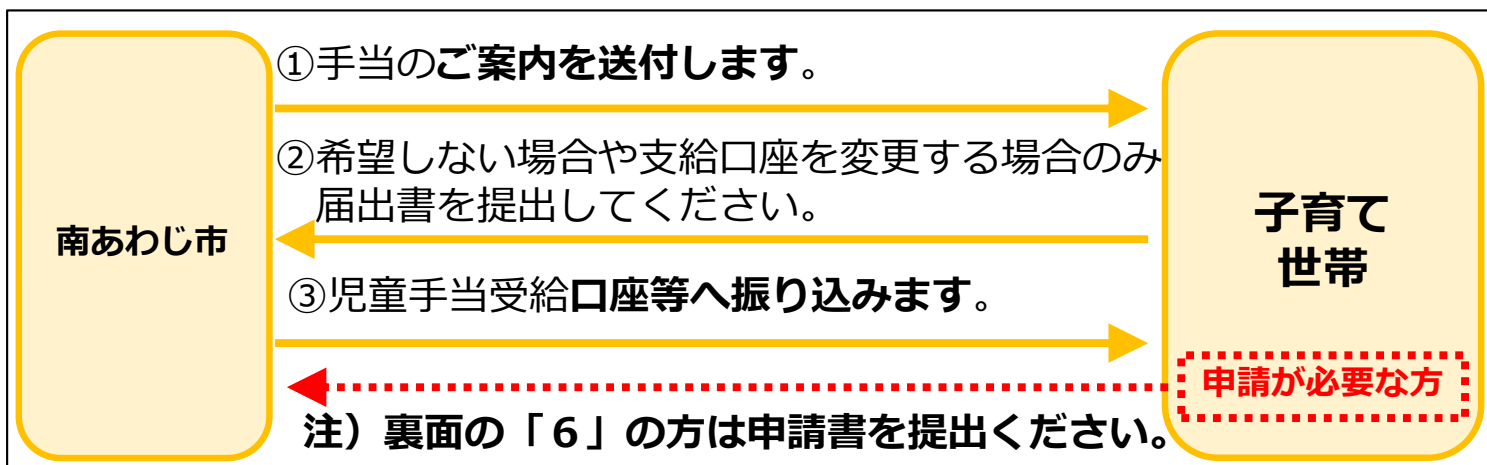 ①手当のご案内を送付します。
②希望しない場合や支給口座を変更する場合のみ
届出書を提出してください。
南あわじ市
子育て
世帯
③児童手当受給口座等へ振り込みます。
申請が必要な方
注）裏面の「６」の方は申請書を提出ください。